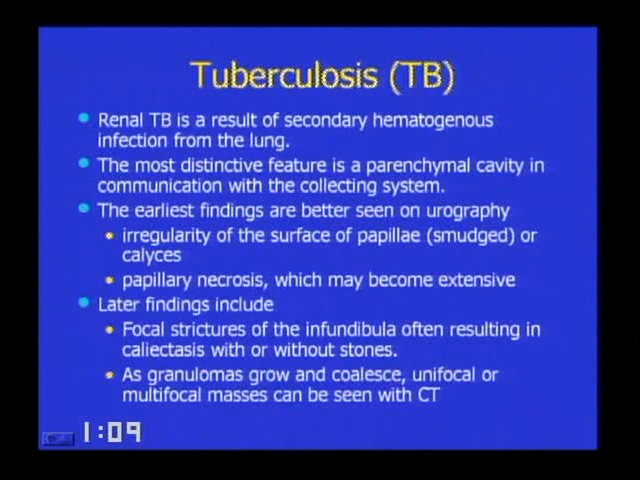 Tuberculosis (TB)
Renal TB is a result of secondary hematogenous
infection from the lung.
The most distinctive feature is a parenchymal cavity in
communication with the collecting system.
The earliest findings are better seen on urography
irregularity of the surface of papillae (smudged) or
calyces
papillary necrosis, which may become extensive
Later findings include
Focal strictures of the infundibula often resulting in
caliectasis with or without stones.
As granulomas grow and coalesce, unifocal or
multifocal masses can be seen with CT
1:09